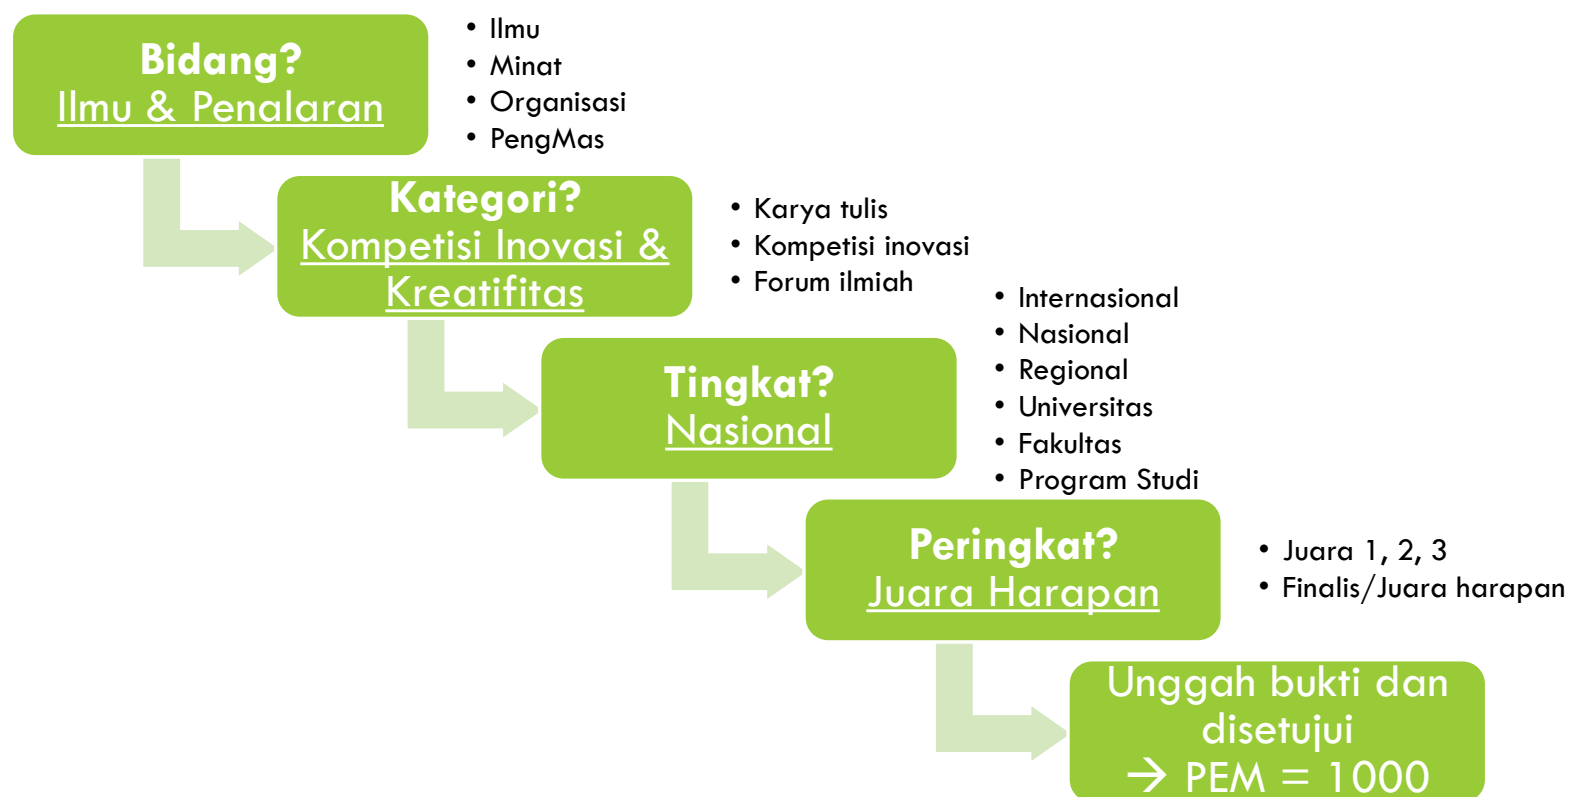 Bidang?
Ilmu & Penalaran
• Ilmu
• Minat
• Organisasi
• PengMas
Kategori?
Kompetisi Inovasi &
Kreatifitas
• Karya tulis
• Kompetisi inovasi
• Forum ilmiah
Tingkat?
Nasional
• Internasional
• Nasional
• Regional
• Universitas
• Fakultas
• Program Studi
Peringkat?
Juara Harapan
• Juara 1, 2, 3
• Finalis/Juara harapan
Unggah bukti dan
disetujui
→ PEM = 1000